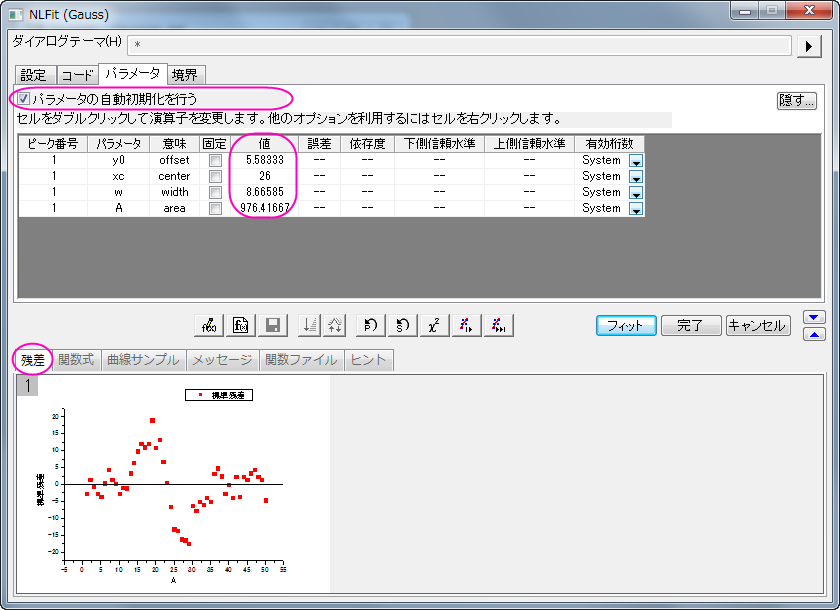 NLFit (Gauss)
ダイアログテーマ(H) *
設定 コード パラメータ 境界
パラメータの自動初期化を行う 隠す...
セルをダブルクリックして演算子を変更します。他のオプションを利用するにはセルを右クリックします。
ピーク番号 パラメータ 意味 固定 値 誤差 依存度 下側信頼水準 上側信頼水準 有効桁数
1 y0 offset 5.58333 -- -- -- -- System
1 xc center 26 -- -- -- -- System
1 w width 8.66585 -- -- -- -- System
1 A area 976.41667 -- -- -- -- System
フィット 完了 キャンセル
残差 関数式 曲線サンプル メッセージ 関数ファイル ヒント
1
標準残差
20
15
10
5
0
-5
-10
-15
-20
標準残差
-5 0 5 10 15 20 25 30 35 40 45 50 55
A